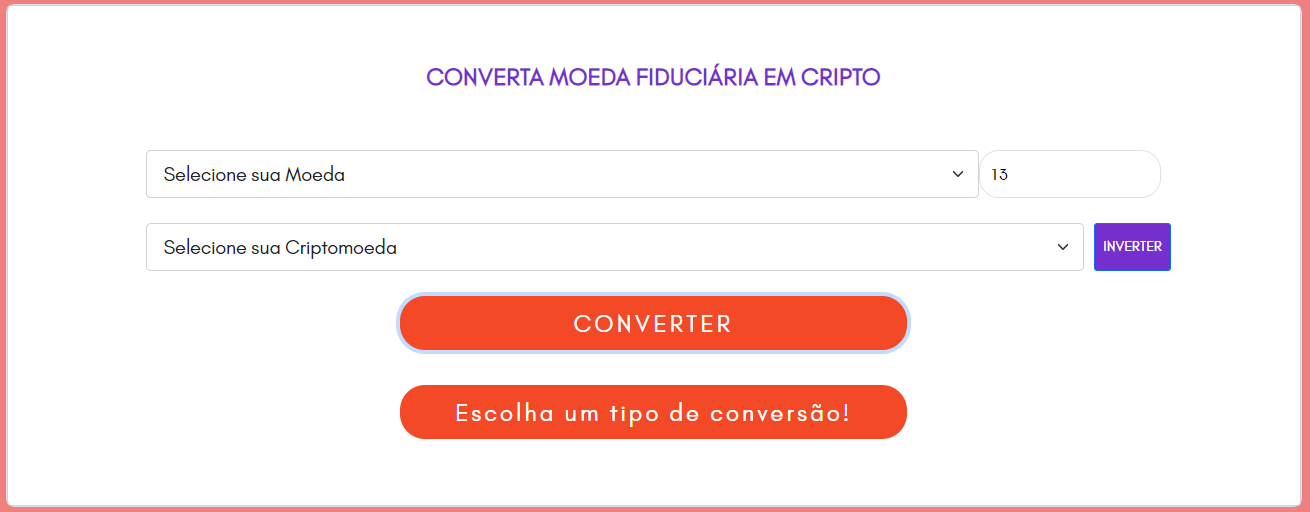 CONVERTA MOEDA FIDUCIÁRIA EM CRIPTO
Selecione sua Moeda
13
Selecione sua Criptomoeda
INVERTER
CONVERTER
Escolha um tipo de conversão!